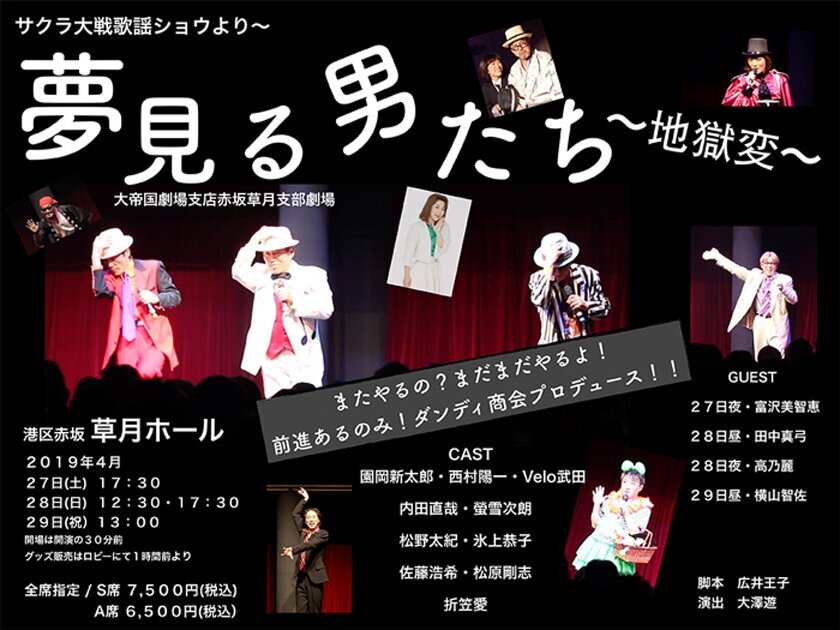 サクラ大戦歌謡ショウより～
夢見る男たち
～地獄変～
大帝国劇場支店赤坂草月支部劇場
またやるの？まだまだやるよ！
前進あるのみ！ダンディ商会プロデュース！！
港区赤坂 草月ホール
２０１９年４月
27日(土) １７:３０
28日(日) １２:３０・１７:３０
29日(祝) １３:００
開場は開演の３０分前
グッズ販売はロビーにて１時間前より
全席指定 / S席 7,500円(税込)
A席 6,500円(税込)
CAST
園岡新太郎・西村陽一・Velo武田
内田直哉・螢雪次朗
松野太紀・氷上恭子
佐藤浩希・松原剛志
折笠愛
GUEST
２７日夜・富沢美智恵
２８日昼・田中真弓
２８日夜・高乃麗
２９日昼・横山智佐
脚本　広井王子
演出　大澤遊